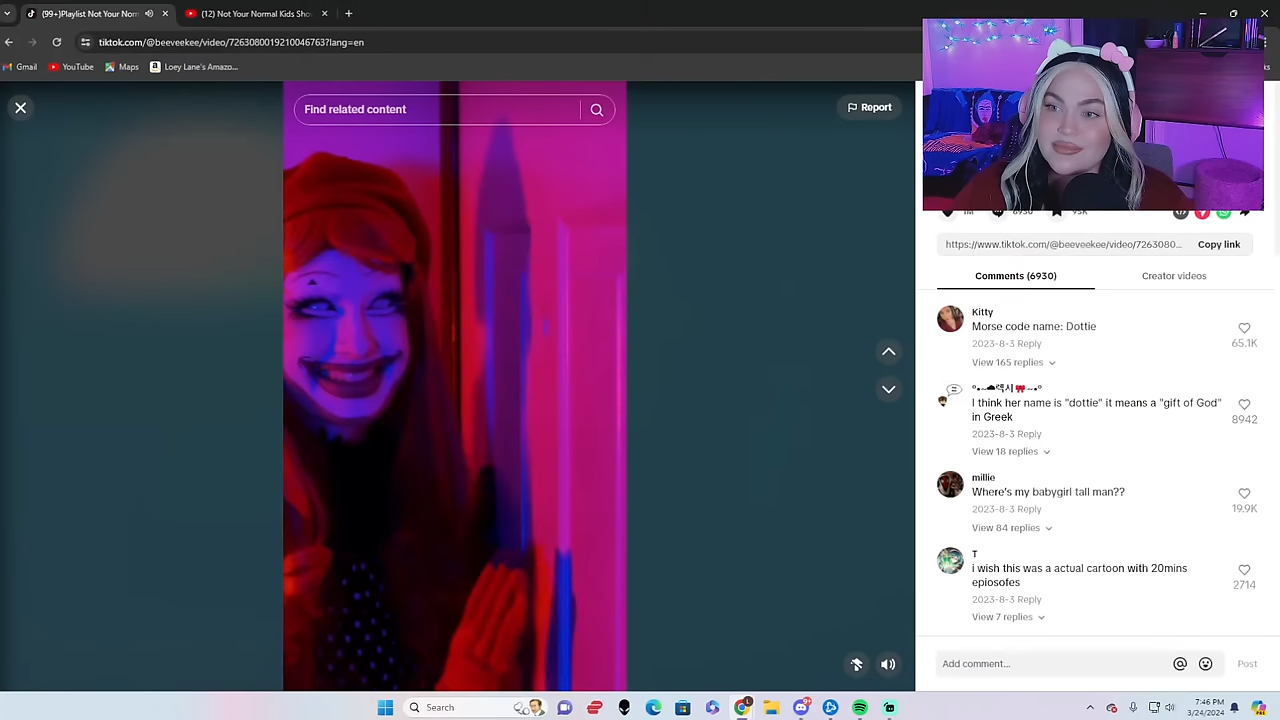 (99+)Playlist Not Your Norm
(12) Not Your Normal Kids Sho
tiktok.com/@beeveekee/video/7263080719210046763?lang=en
Gmail
YouTube
Maps
Loey Lane's Amazo...
Find related content
Report
1M
6930
93K
https://www.tiktok.com/@beeveekee/video/7263080...
Copy link
Comments (6930)
Creator videos
Kitty
Morse code name: Dottie
65.1K
2023-8-3 Reply
View 165 replies
I think her name is "dottie" it means a "gift of God"
in Greek
8942
2023-8-3 Reply
View 18 replies
millie
Where's my babygirl tall man??
19.9K
2023-8-3 Reply
View 84 replies
T
i wish this was a actual cartoon with 20mins
epiosofes
2714
2023-8-3 Reply
View 7 replies
Add comment...
Post
Search
7:46 PM
3/24/2024